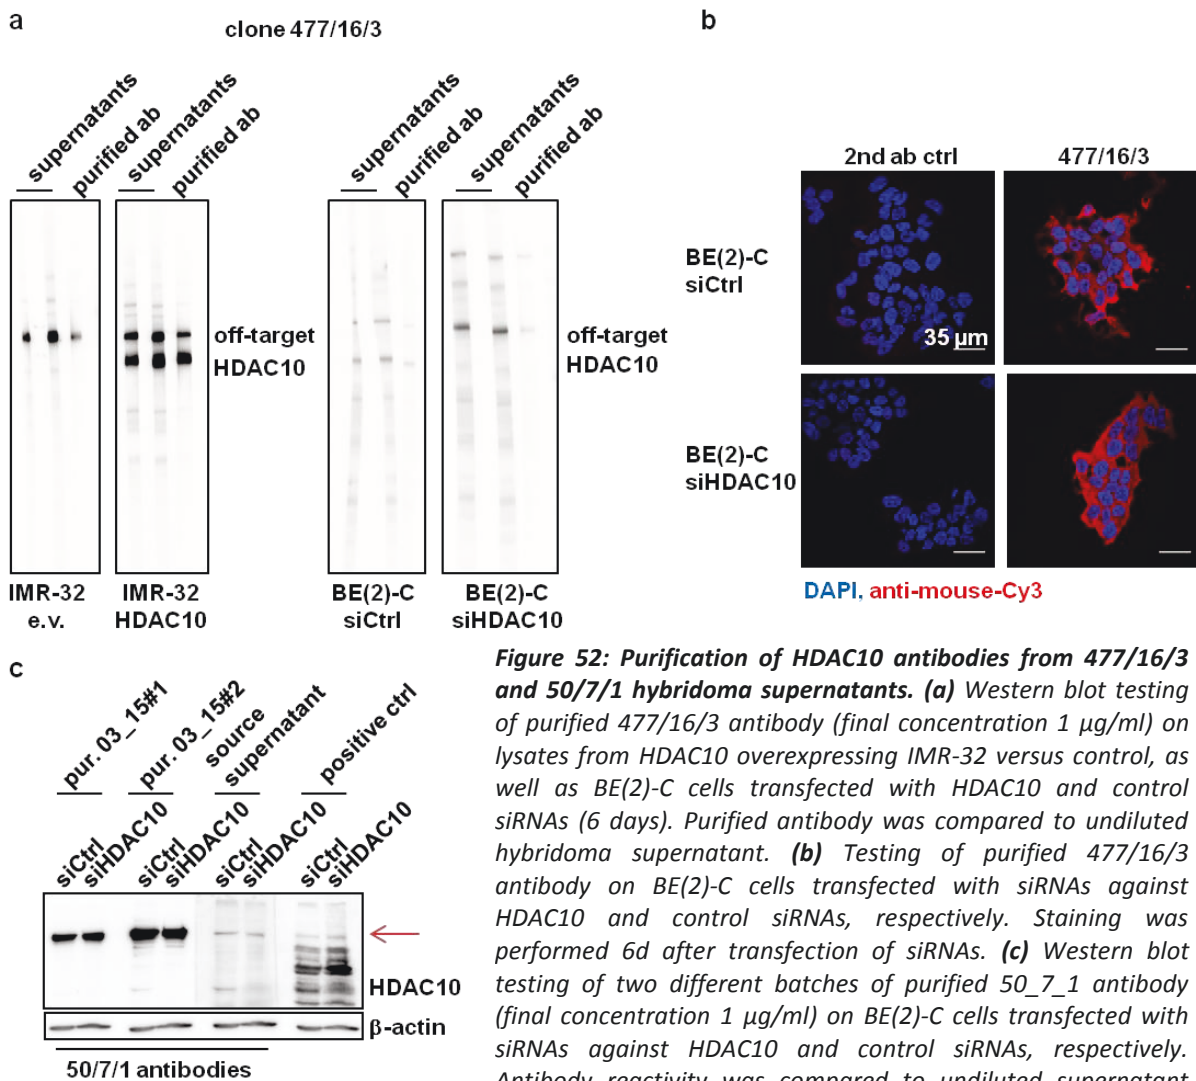 a
clone 477/16/3
supernatants
purified ab
supernatants
purified ab
supernatants
purified ab
supernatants
purified ab
off-target
HDAC10
off-target
HDAC10
IMR-32
e.v.
IMR-32
HDAC10
BE(2)-C
siCtrl
BE(2)-C
siHDAC10
b
2nd ab ctrl
477/16/3
BE(2)-C
siCtrl
35 µm
BE(2)-C
siHDAC10
DAPI, anti-mouse-Cy3
c
pur. 03_15#1
pur. 03_15#2
source
supernatant
positive ctrl
siCtrl
siHDAC10
siCtrl
siHDAC10
siCtrl
siHDAC10
siCtrl
siHDAC10
HDAC10
β-actin
50/7/1 antibodies
Figure 52: Purification of HDAC10 antibodies from 477/16/3
and 50/7/1 hybridoma supernatants. (a) Western blot testing
of purified 477/16/3 antibody (final concentration 1 µg/ml) on
lysates from HDAC10 overexpressing IMR-32 versus control, as
well as BE(2)-C cells transfected with HDAC10 and control
siRNAs (6 days). Purified antibody was compared to undiluted
hybridoma supernatant. (b) Testing of purified 477/16/3
antibody on BE(2)-C cells transfected with siRNAs against
HDAC10 and control siRNAs, respectively. Staining was
performed 6d after transfection of siRNAs. (c) Western blot
testing of two different batches of purified 50_7_1 antibody
(final concentration 1 µg/ml) on BE(2)-C cells transfected with
siRNAs against HDAC10 and control siRNAs, respectively.
Antibody reactivity was compared to undiluted supernatant